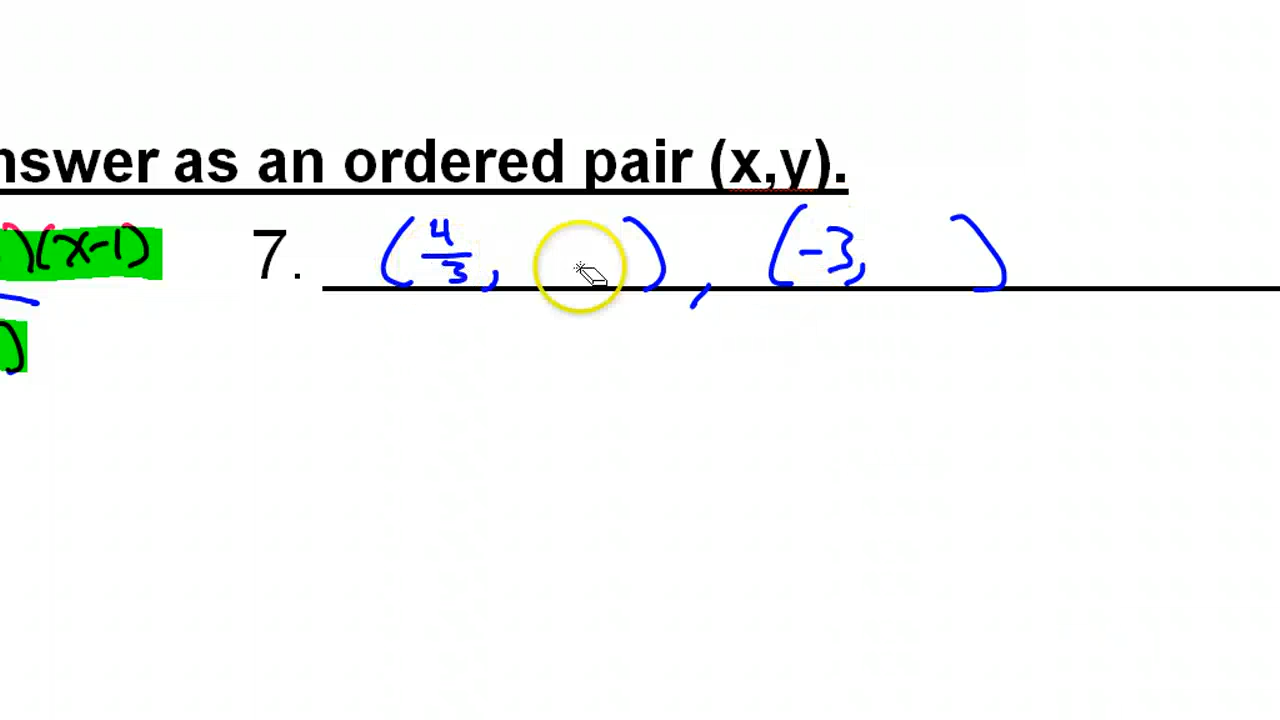 nswer as an ordered pair (x,y).
)(x-1) 7. (4/3, ) , (-3, )
)